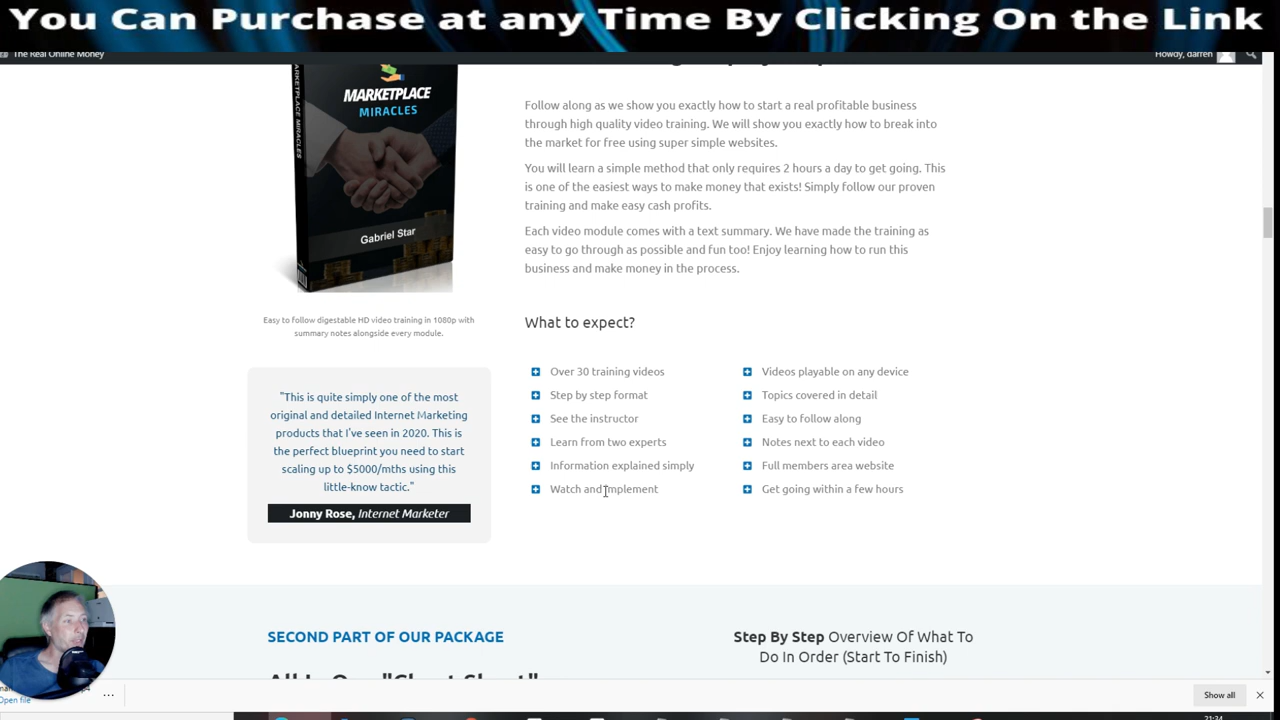 You Can Purchase at any Time By Clicking On the Link
The Real Online Money
Howdy, darren
MARKETPLACE MIRACLES
MARKETPLACE
MIRACLES
Gabriel Star
Follow along as we show you exactly how to start a real profitable business
through high quality video training. We will show you exactly how to break into
the market for free using super simple websites.
You will learn a simple method that only requires 2 hours a day to get going. This
is one of the easiest ways to make money that exists! Simply follow our proven
training and make easy cash profits.
Each video module comes with a text summary. We have made the training as
easy to go through as possible and fun too! Enjoy learning how to run this
business and make money in the process.
Easy to follow digestable HD video training in 1080p with
summary notes alongside every module.
What to expect?
Over 30 training videos
Step by step format
See the instructor
Learn from two experts
Information explained simply
Watch and implement
Videos playable on any device
Topics covered in detail
Easy to follow along
Notes next to each video
Full members area website
Get going within a few hours
"This is quite simply one of the most
original and detailed Internet Marketing
products that I've seen in 2020. This is
the perfect blueprint you need to start
scaling up to $5000/mths using this
little-know tactic."
Jonny Rose, Internet Marketer
SECOND PART OF OUR PACKAGE
All In One "Cheat Sheet"
Step By Step Overview Of What To
Do In Order (Start To Finish)
Open file
Show all
21:34